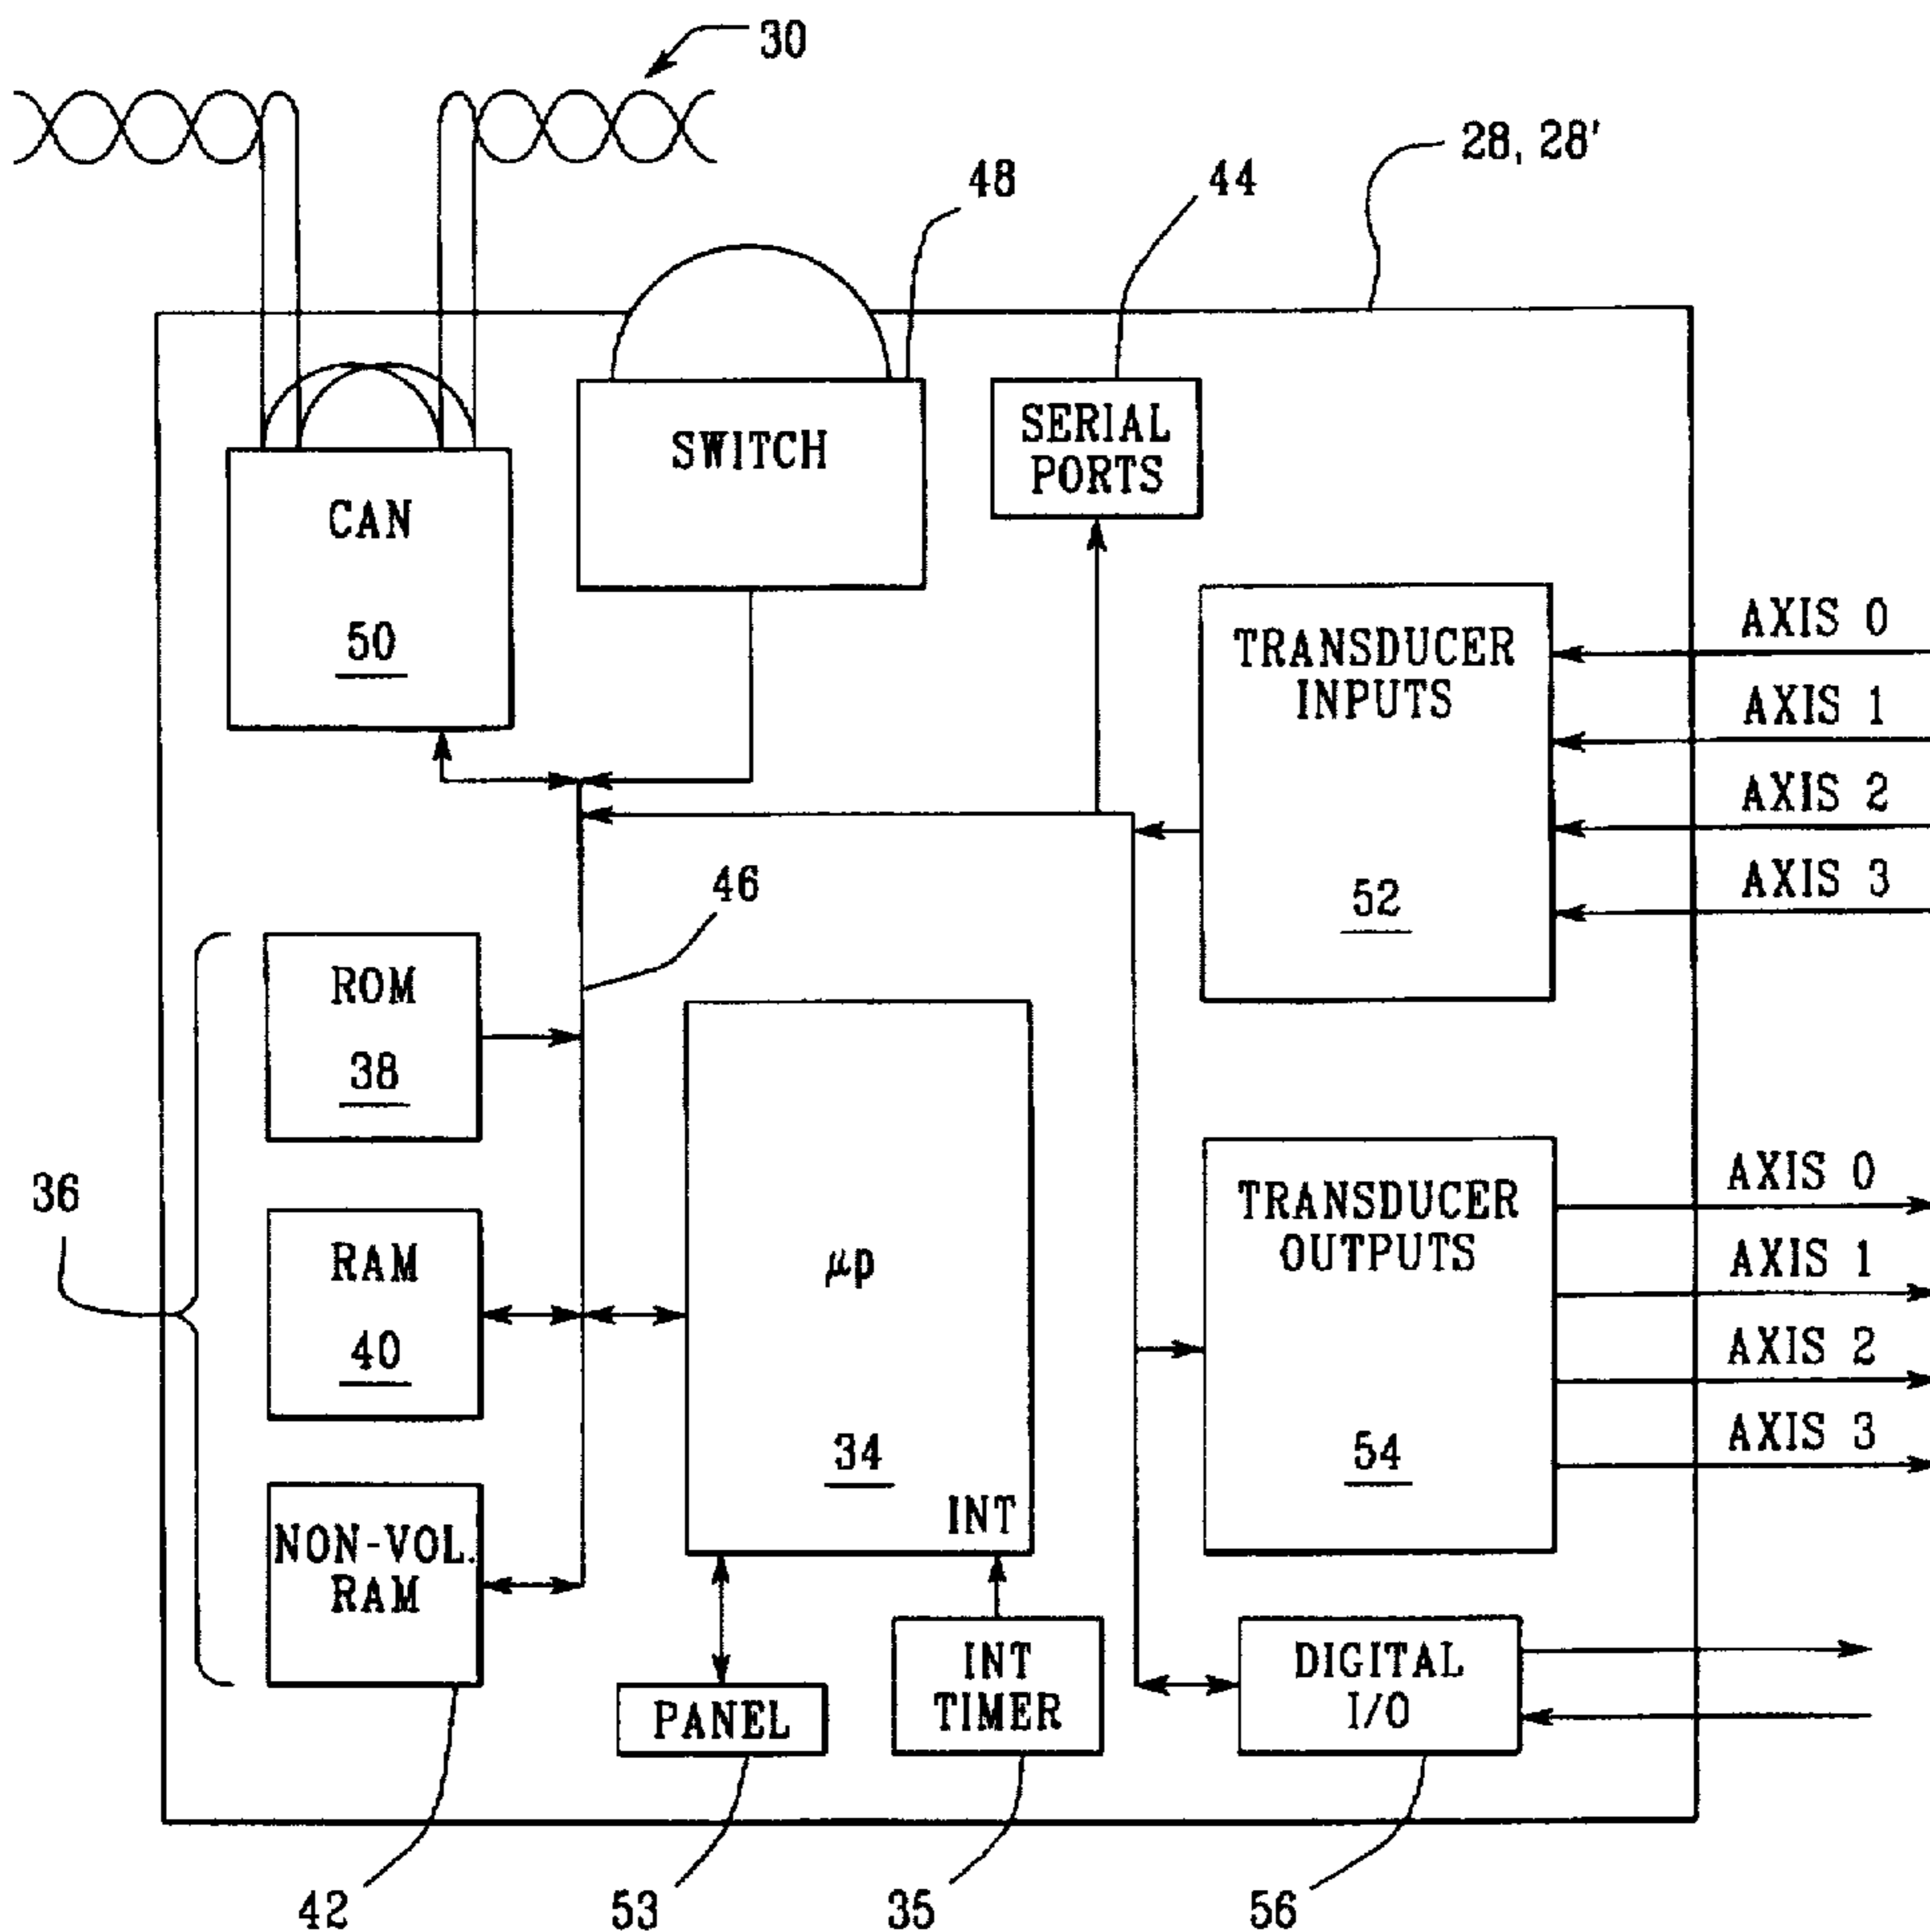 30
28, 28'
48
44
SWITCH
SERIAL
PORTS
CAN
50
TRANSDUCER
INPUTS
52
AXIS 0
AXIS 1
AXIS 2
AXIS 3
46
ROM
38
36
RAM
40
NON-VOL.
RAM
μp
34
INT
TRANSDUCER
OUTPUTS
54
AXIS 0
AXIS 1
AXIS 2
AXIS 3
PANEL
INT
TIMER
DIGITAL
I/O
42
53
35
56